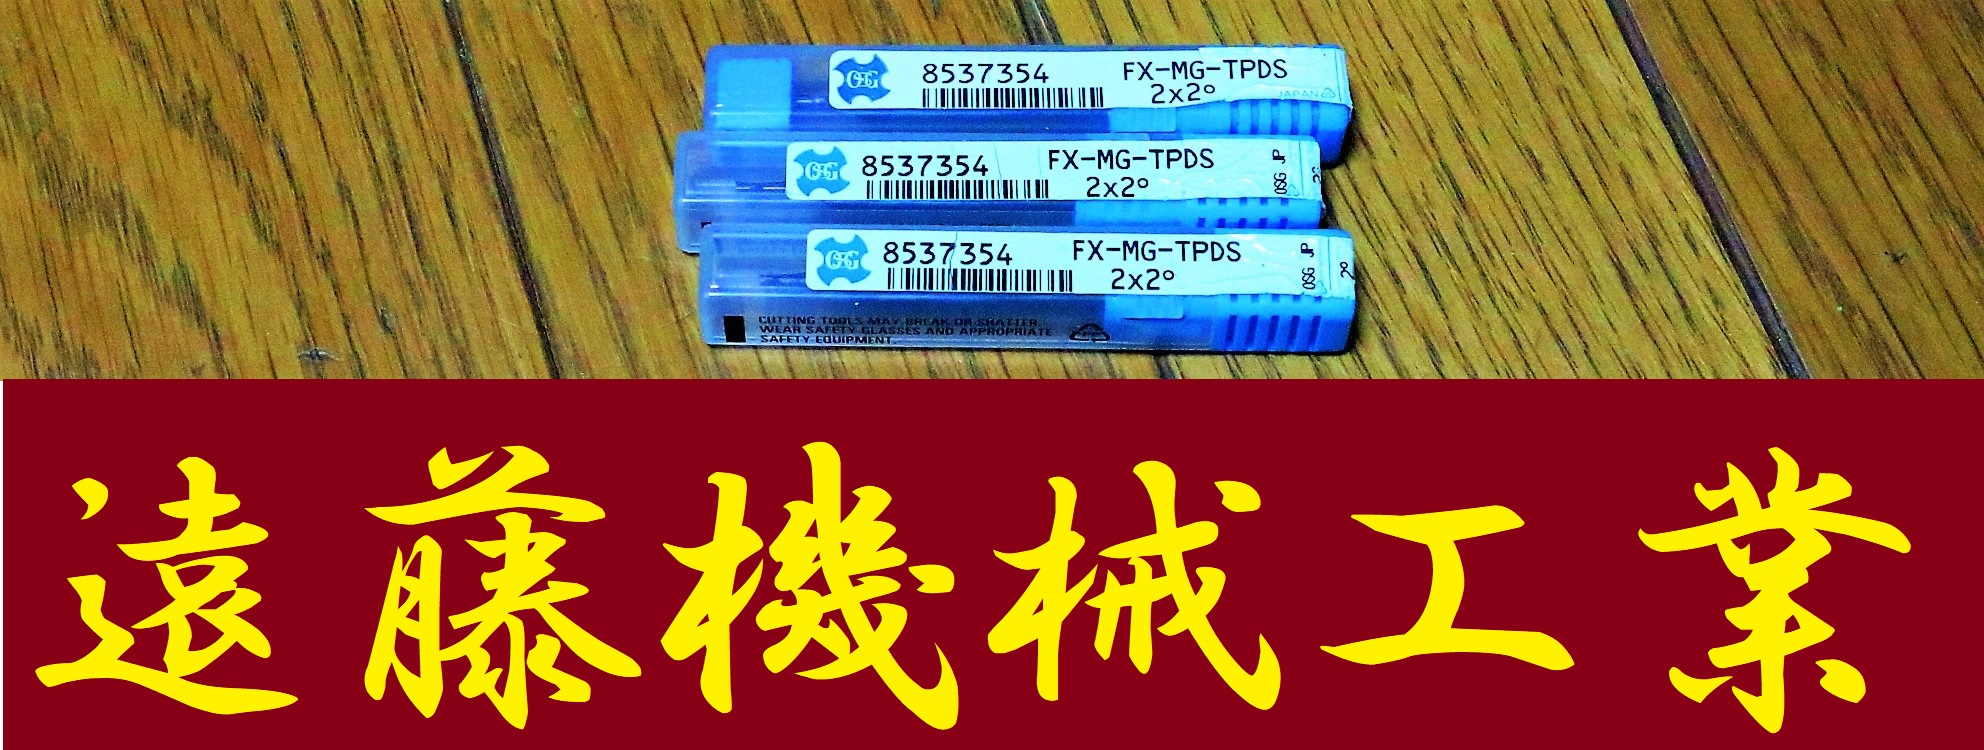 OSG
8537354
FX-MG-TPDS
2x2°
JAPAN
OSG
8537354
FX-MG-TPDS
2x2°
OSG JP
OSG
8537354
FX-MG-TPDS
2x2°
OSG JP
CUTTING TOOLS MAY BREAK OR SHATTER.
WEAR SAFETY GLASSES AND APPROPRIATE
SAFETY EQUIPMENT.
遠藤機械工業